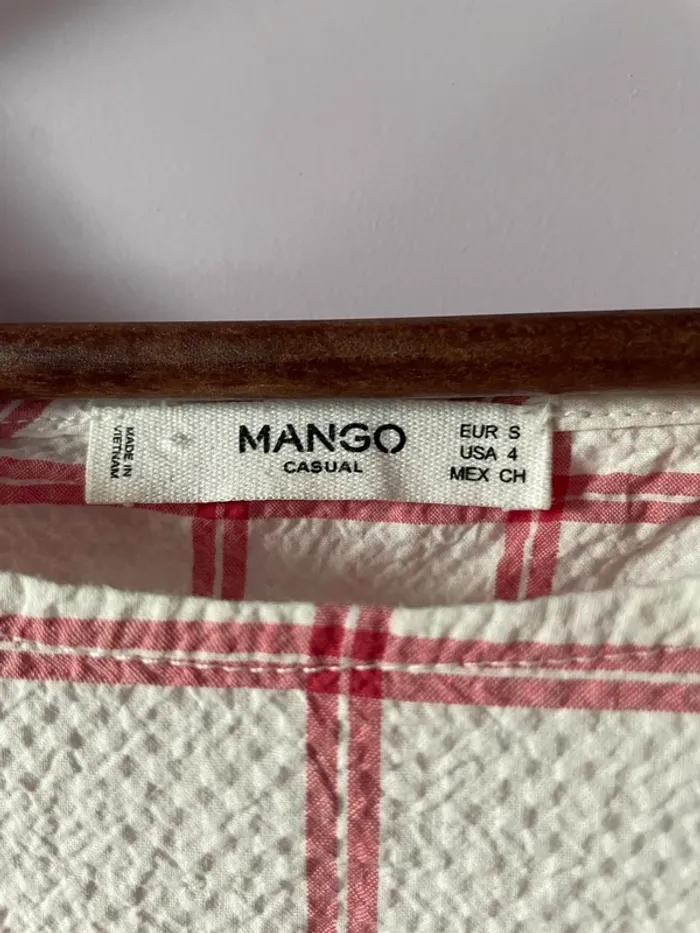 MADE IN
VIETNAM
MANGO
CASUAL
EUR S
USA 4
MEX CH